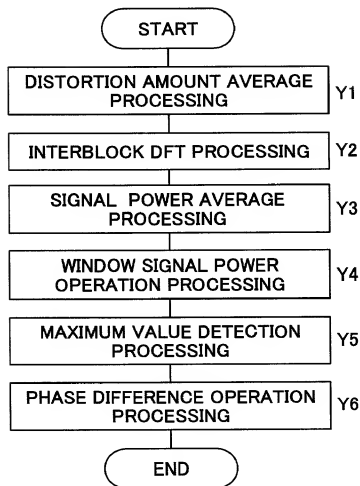 START
DISTORTION AMOUNT AVERAGE
PROCESSING
Y1
INTERBLOCK DFT PROCESSING
Y2
SIGNAL POWER AVERAGE
PROCESSING
Y3
WINDOW SIGNAL POWER
OPERATION PROCESSING
Y4
MAXIMUM VALUE DETECTION
PROCESSING
Y5
PHASE DIFFERENCE OPERATION
PROCESSING
Y6
END